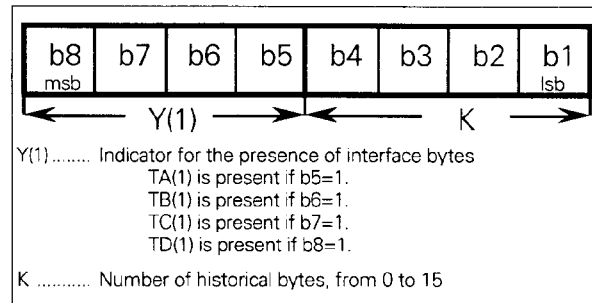 b8 b7 b6 b5 b4 b3 b2 b1
msb lsb
Y(1) K
Y(1)........ Indicator for the presence of interface bytes
TA(1) is present if b5=1.
TB(1) is present if b6=1.
TC(1) is present if b7=1.
TD(1) is present if b8=1.
K ........... Number of historical bytes, from 0 to 15